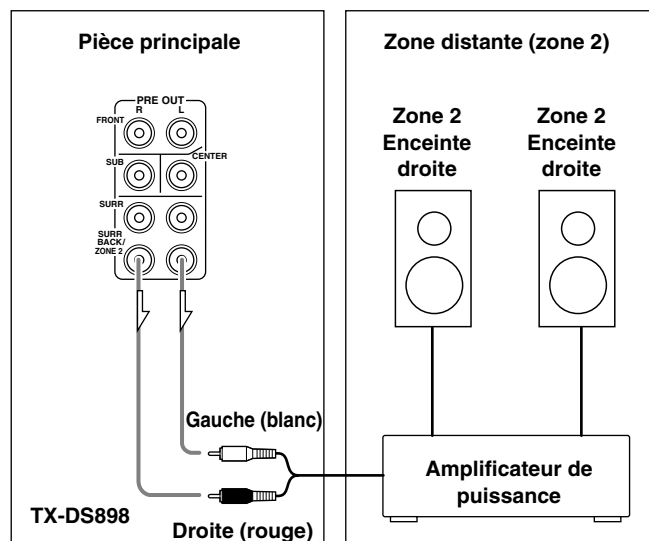 Pièce principale
PRE OUT
R L
FRONT
SUB
CENTER
SURR
SURR
BACK/
ZONE 2
Gauche (blanc)
Droite (rouge)
TX-DS898
Zone distante (zone 2)
Zone 2
Enceinte
droite
Zone 2
Enceinte
droite
Amplificateur de
puissance